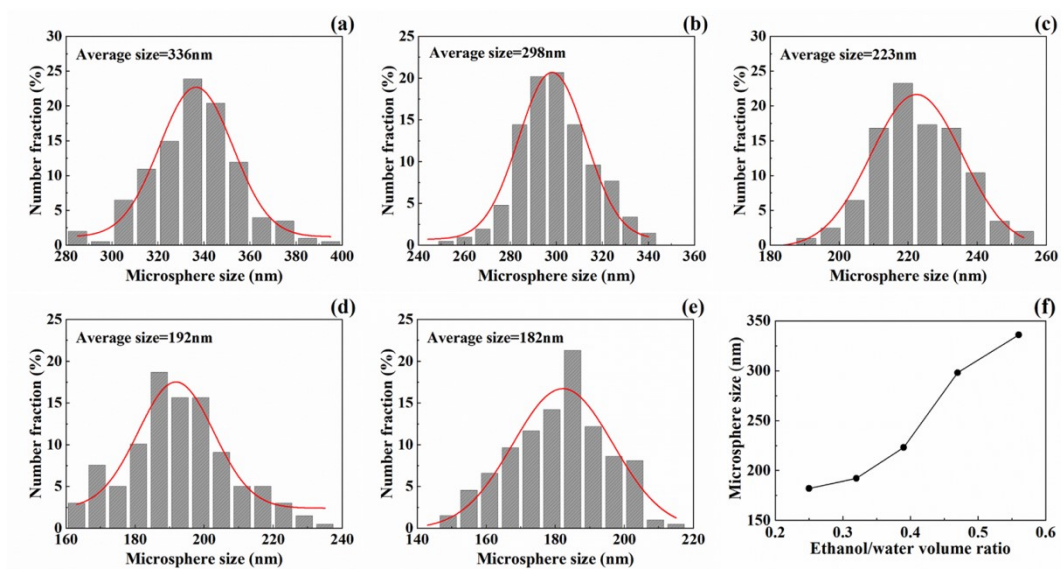 (a)
Average size=336nm
Number fraction (%)
30
25
20
15
10
5
0
280 300 320 340 360 380 400
Microsphere size (nm)
(b)
Average size=298nm
Number fraction (%)
25
20
15
10
5
0
240 260 280 300 320 340 360
Microsphere size (nm)
(c)
Average size=223nm
Number fraction (%)
30
25
20
15
10
5
0
180 200 220 240 260
Microsphere size (nm)
(d)
Average size=192nm
Number fraction (%)
25
20
15
10
5
0
160 180 200 220 240
Microsphere size (nm)
(e)
Average size=182nm
Number fraction (%)
25
20
15
10
5
0
140 160 180 200 220
Microsphere size (nm)
(f)
Microsphere size (nm)
350
300
250
200
150
0.2 0.3 0.4 0.5 0.6
Ethanol/water volume ratio